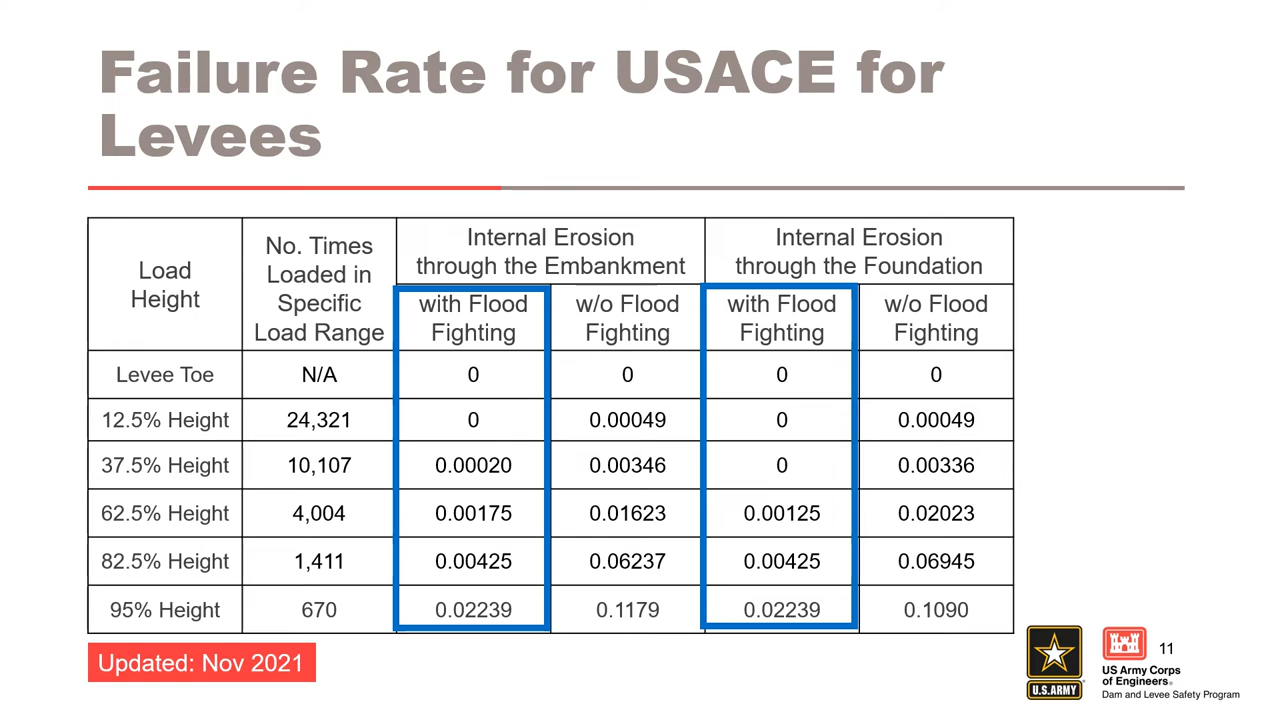 Failure Rate for USACE for
Levees
Load
Height
No. Times
Loaded in
Specific
Load Range
Internal Erosion
through the Embankment
Internal Erosion
through the Foundation
with Flood
Fighting
w/o Flood
Fighting
with Flood
Fighting
w/o Flood
Fighting
Levee Toe N/A 0 0 0 0
12.5% Height 24,321 0 0.00049 0 0.00049
37.5% Height 10,107 0.00020 0.00346 0 0.00336
62.5% Height 4,004 0.00175 0.01623 0.00125 0.02023
82.5% Height 1,411 0.00425 0.06237 0.00425 0.06945
95% Height 670 0.02239 0.1179 0.02239 0.1090
Updated: Nov 2021
U.S.ARMY
US Army Corps
of Engineers®
Dam and Levee Safety Program
11